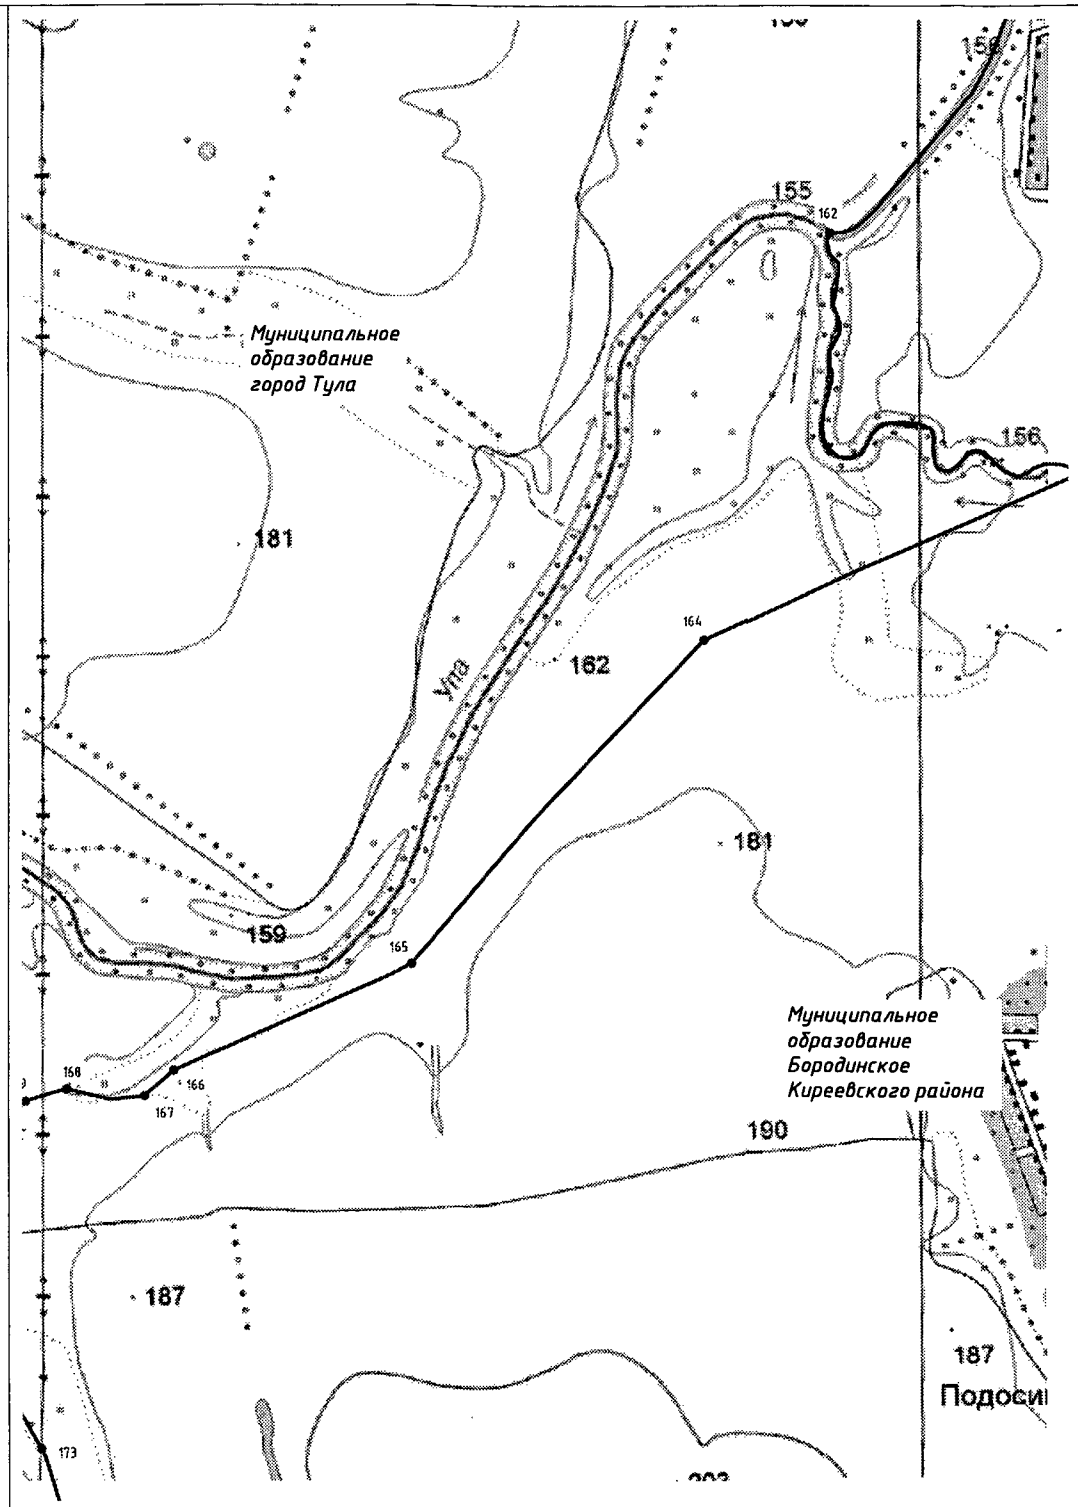 156
155
162
Муниципальное
образование
город Тула
156
181
164
162
Упа
181
159
165
Муниципальное
образование
Бородинское
Киреевского района
168
166
167
190
187
187
Подоси
173